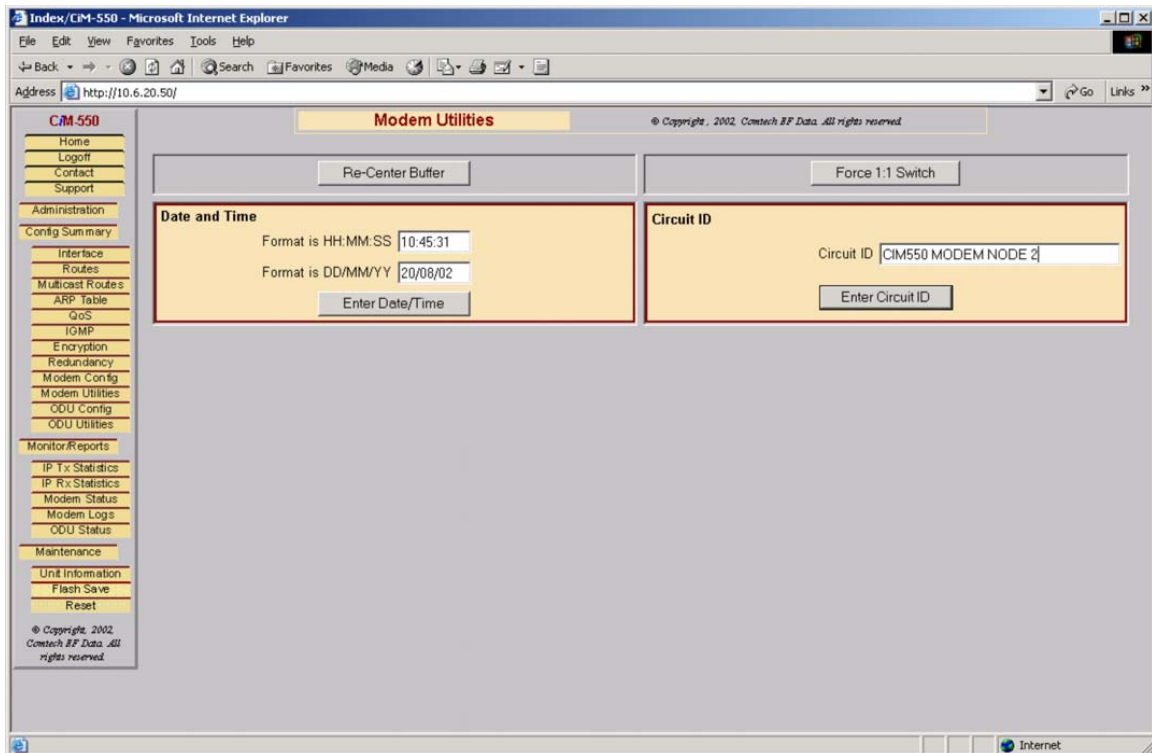 Index/CiM-550 - Microsoft Internet Explorer
File Edit View Favorites Tools Help
Back Search Favorites Media
Address http://10.6.20.50/ Go Links »
CiM-550
Home
Logoff
Contact
Support
Administration
Config Summary
Interface
Routes
Multicast Routes
ARP Table
QoS
IGMP
Encryption
Redundancy
Modem Config
Modem Utilities
ODU Config
ODU Utilities
Monitor/Reports
IP Tx Statistics
IP Rx Statistics
Modem Status
Modem Logs
ODU Status
Maintenance
Unit Information
Flash Save
Reset
© Copyright, 2002,
Comtech EF Data. All
rights reserved.
Modem Utilities
© Copyright, 2002, Comtech EF Data. All rights reserved.
Re-Center Buffer
Force 1:1 Switch
Date and Time
Format is HH:MM:SS 10:45:31
Format is DD/MM/YY 20/08/02
Enter Date/Time
Circuit ID
Circuit ID CIM550 MODEM NODE 2
Enter Circuit ID
Internet